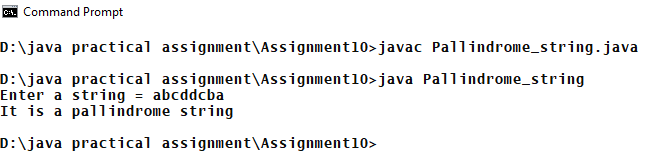 Command Prompt
D:\java practical assignment\Assignment10>javac Pallindrome_string.java
D:\java practical assignment\Assignment10>java Pallindrome_string
Enter a string = abcddcba
It is a pallindrome string
D:\java practical assignment\Assignment10>